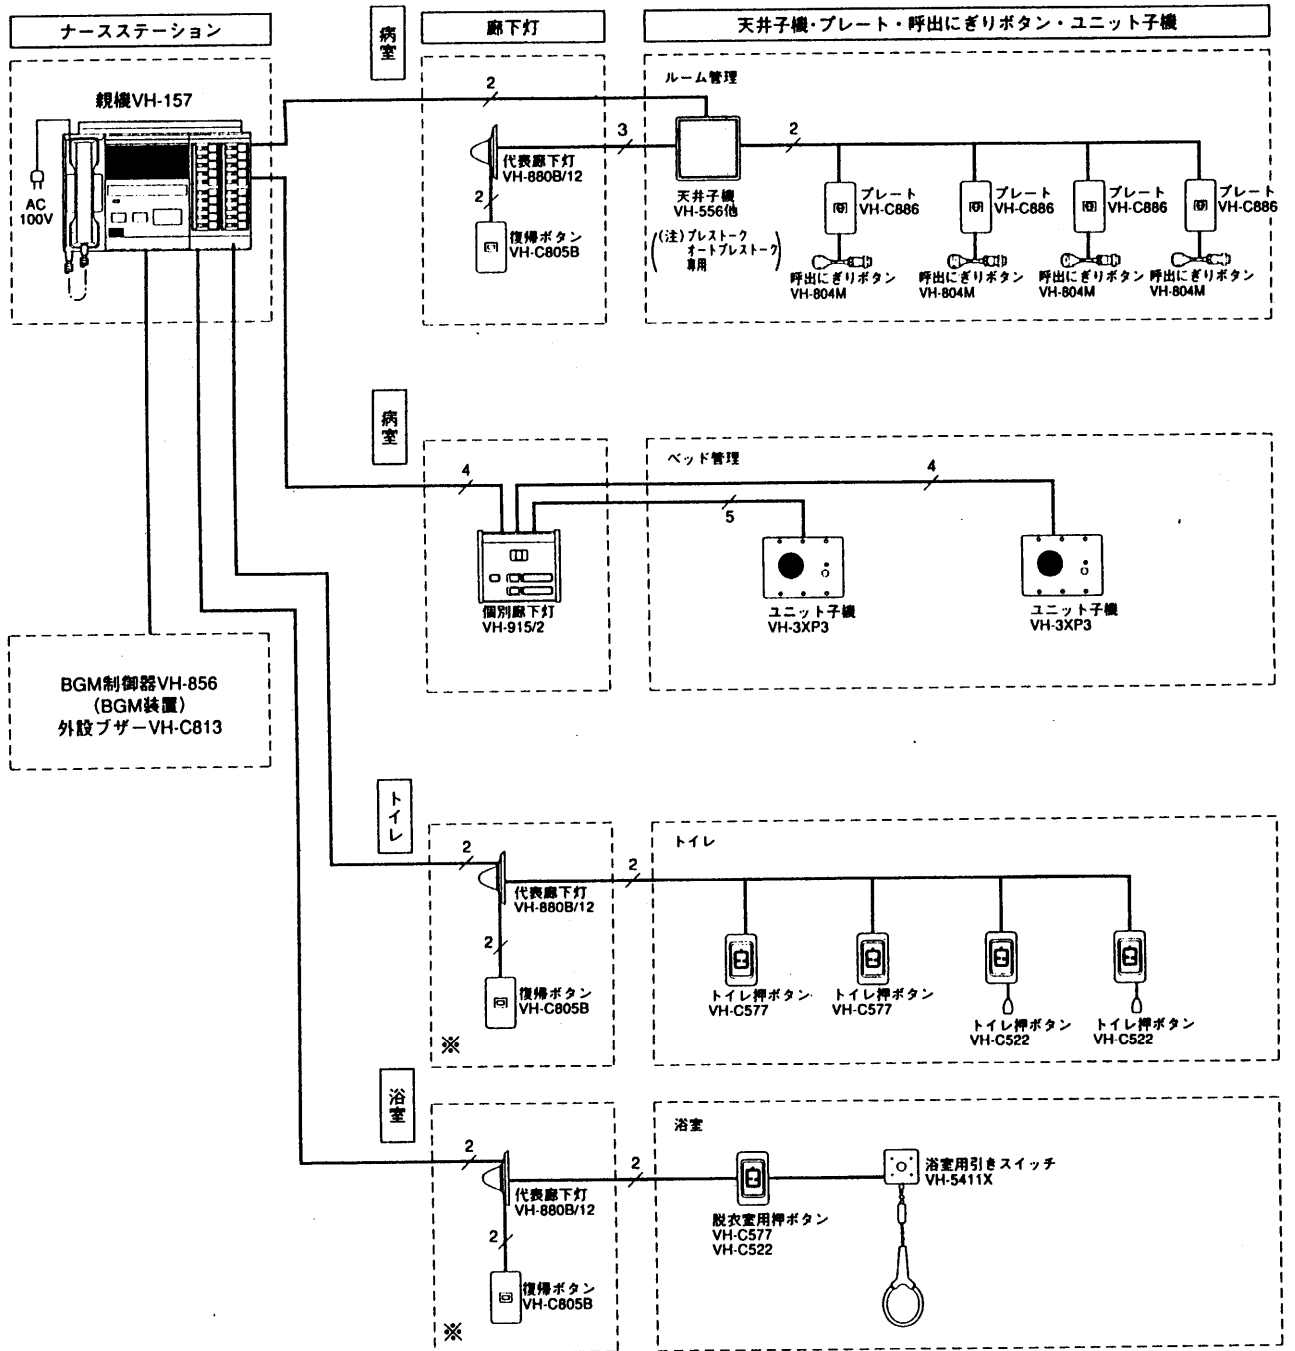 ナースステーション
病室
廊下灯
天井子機・プレート・呼出にぎりボタン・ユニット子機
親機VH-157
AC
100V
2
3
代表廊下灯
VH-880B/12
2
復帰ボタン
VH-C805B
ルーム管理
天井子機
VH-556他
(注)プレストーク
オートプレストーク
専用
2
プレート
VH-C886
プレート
VH-C886
プレート
VH-C886
プレート
VH-C886
呼出にぎりボタン
VH-804M
呼出にぎりボタン
VH-804M
呼出にぎりボタン
VH-804M
呼出にぎりボタン
VH-804M
病室
4
個別廊下灯
VH-915/2
ベッド管理
4
5
ユニット子機
VH-3XP3
ユニット子機
VH-3XP3
BGM制御器VH-856
(BGM装置)
外設ブザーVH-C813
トイレ
2
代表廊下灯
VH-880B/12
2
復帰ボタン
VH-C805B
※
トイレ
2
トイレ押ボタン
VH-C577
トイレ押ボタン
VH-C577
トイレ押ボタン
VH-C522
トイレ押ボタン
VH-C522
浴室
2
代表廊下灯
VH-880B/12
2
復帰ボタン
VH-C805B
※
浴室
2
脱衣室用押ボタン
VH-C577
VH-C522
浴室用引きスイッチ
VH-5411X